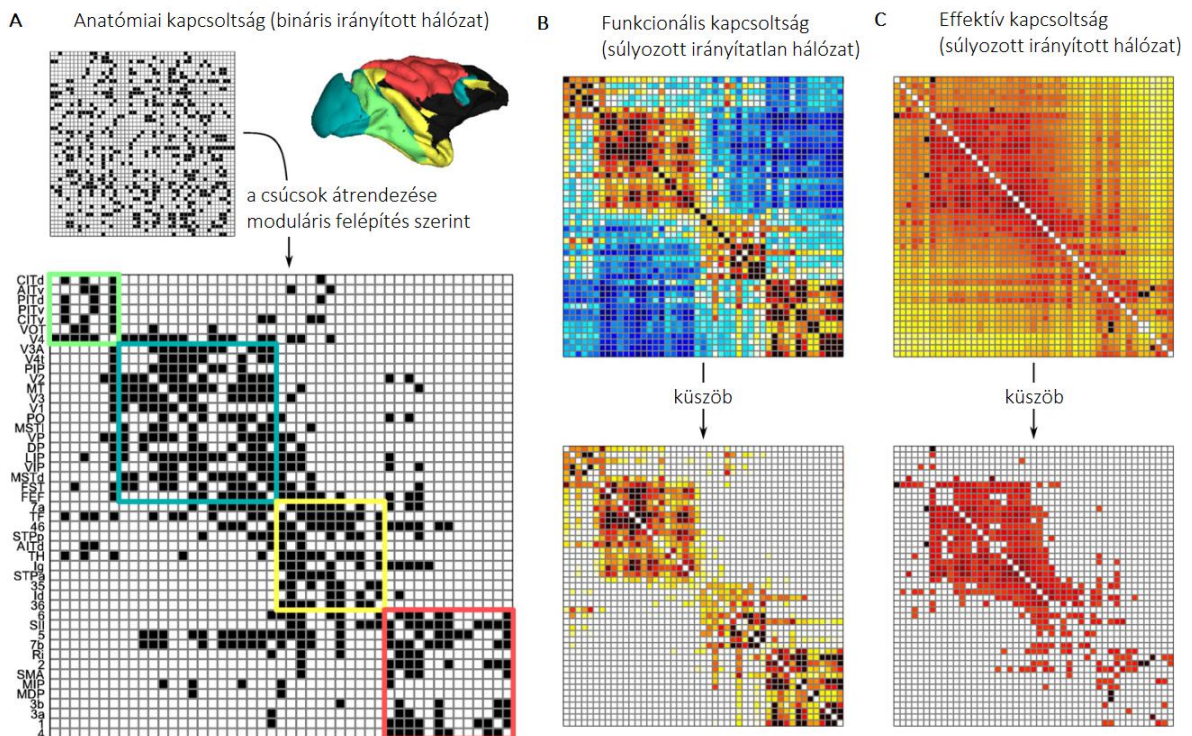 A
Anatómiai kapcsoltság (bináris irányított hálózat)
a csúcsok átrendezése
moduláris felépítés szerint
CITd
AITv
PITd
PITv
CITv
VOT
V4
V3A
V4t
PIP
V2
MT
V3
V1
PO
MSTl
VP
DP
LIP
VIP
MSTd
FST
FEF
7a
TF
46
STPp
AITd
TH
Ig
STPa
35
Id
36
SII
5
7b
Ri
2
SMA
MIP
MDP
3b
3a
1
4
B
Funkcionális kapcsoltság
(súlyozott irányítatlan hálózat)
küszöb
C
Effektív kapcsoltság
(súlyozott irányított hálózat)
küszöb